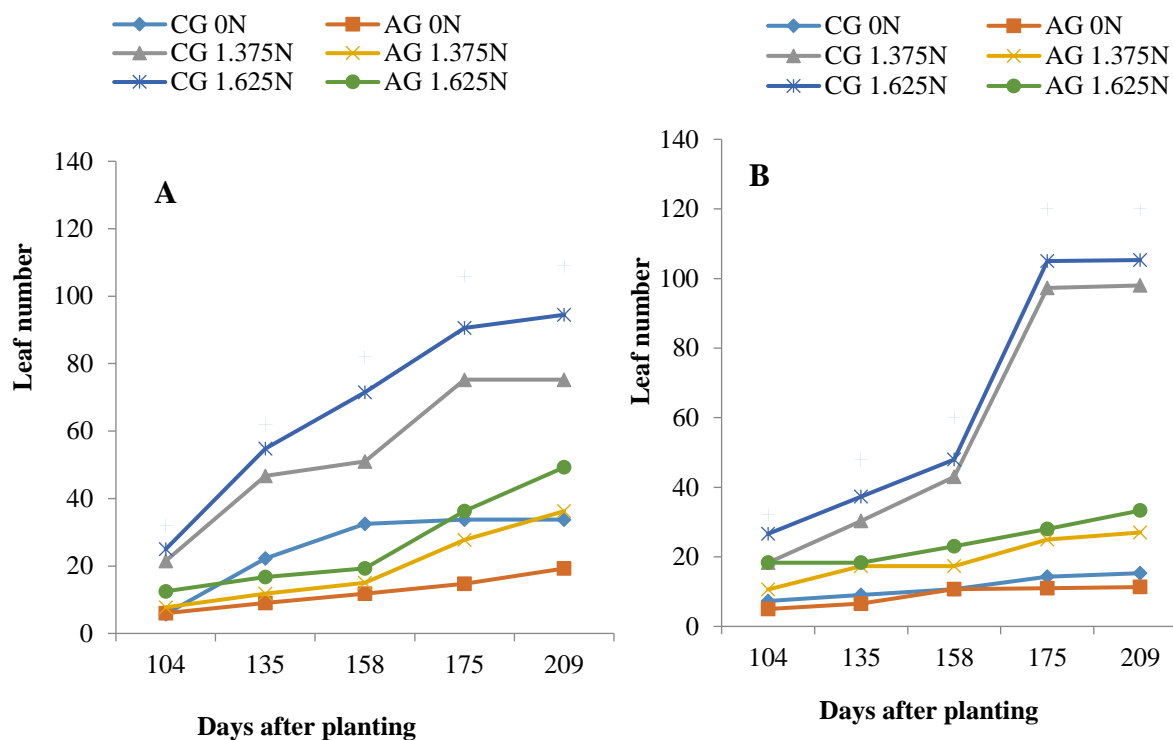 CG 0N AG 0N
CG 1.375N AG 1.375N
CG 1.625N AG 1.625N
A
Leaf number
140
120
100
80
60
40
20
0
104 135 158 175 209
Days after planting
CG 0N AG 0N
CG 1.375N AG 1.375N
CG 1.625N AG 1.625N
B
Leaf number
140
120
100
80
60
40
20
0
104 135 158 175 209
Days after planting